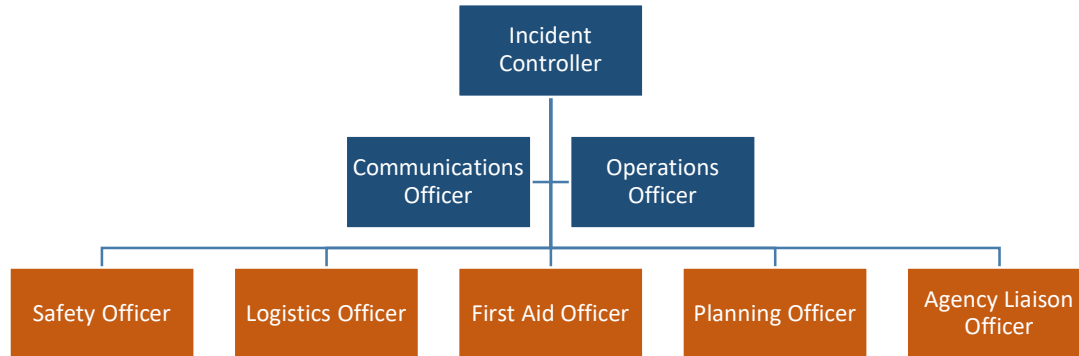 Incident
Controller
Communications
Officer
Operations
Officer
Safety Officer
Logistics Officer
First Aid Officer
Planning Officer
Agency Liaison
Officer